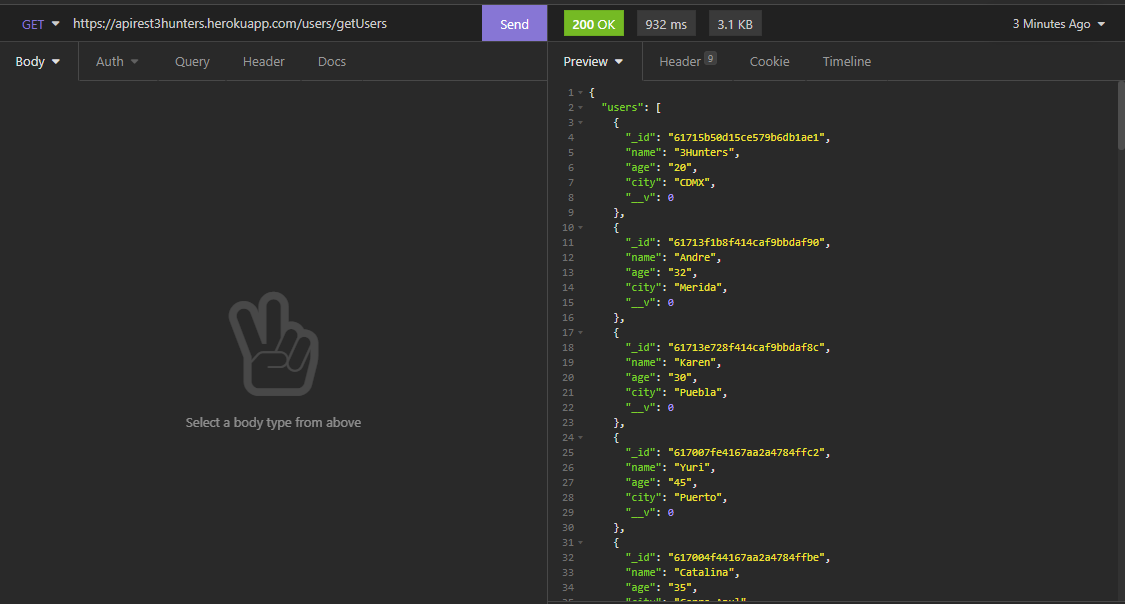 GET https://apirest3hunters.herokuapp.com/users/getUsers Send 200 OK 932 ms 3.1 KB 3 Minutes Ago
Body Auth Query Header Docs Preview Header 9 Cookie Timeline
Select a body type from above
1 {
2 "users": [
3 {
4 "_id": "61715b50d15ce579b6db1ae1",
5 "name": "3Hunters",
6 "age": "20",
7 "city": "CDMX",
8 "__v": 0
9 },
10 {
11 "_id": "61713f1b8f414caf9bbdaf90",
12 "name": "Andre",
13 "age": "32",
14 "city": "Merida",
15 "__v": 0
16 },
17 {
18 "_id": "61713e728f414caf9bbdaf8c",
19 "name": "Karen",
20 "age": "30",
21 "city": "Puebla",
22 "__v": 0
23 },
24 {
25 "_id": "617007fe4167aa2a4784ffc2",
26 "name": "Yuri",
27 "age": "45",
28 "city": "Puerto",
29 "__v": 0
30 },
31 {
32 "_id": "617004f44167aa2a4784ffbe",
33 "name": "Catalina",
34 "age": "35",